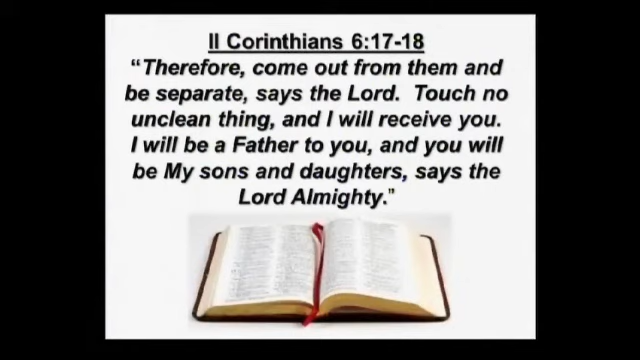 II Corinthians 6:17-18
“Therefore, come out from them and
be separate, says the Lord. Touch no
unclean thing, and I will receive you.
I will be a Father to you, and you will
be My sons and daughters, says the
Lord Almighty.”